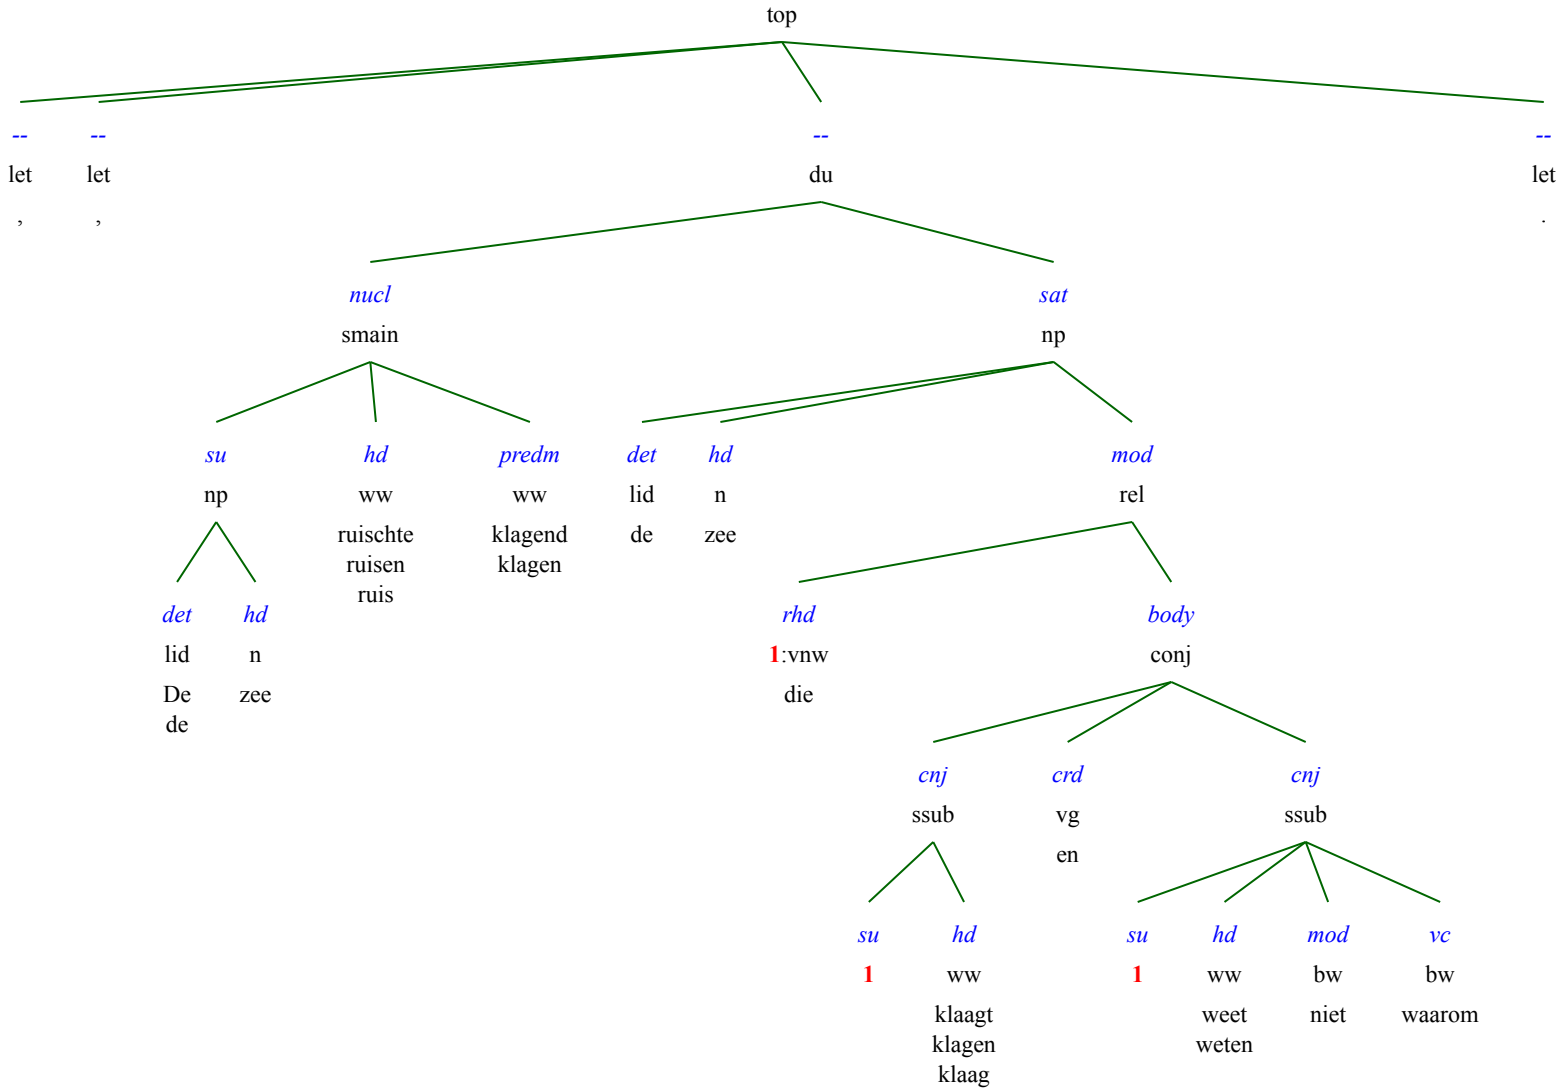 top
-- -- -- --
let let du let
, , .
nucl sat
smain np
su hd predm det hd mod
np ww ww lid n rel
ruischte klagend de zee
ruisen klagen
ruis
det hd rhd body
lid n 1:vnw conj
De zee die
de
cnj crd cnj
ssub vg ssub
en
su hd su hd mod vc
1 ww 1 ww bw bw
klaagt weet niet waarom
klagen weten
klaag